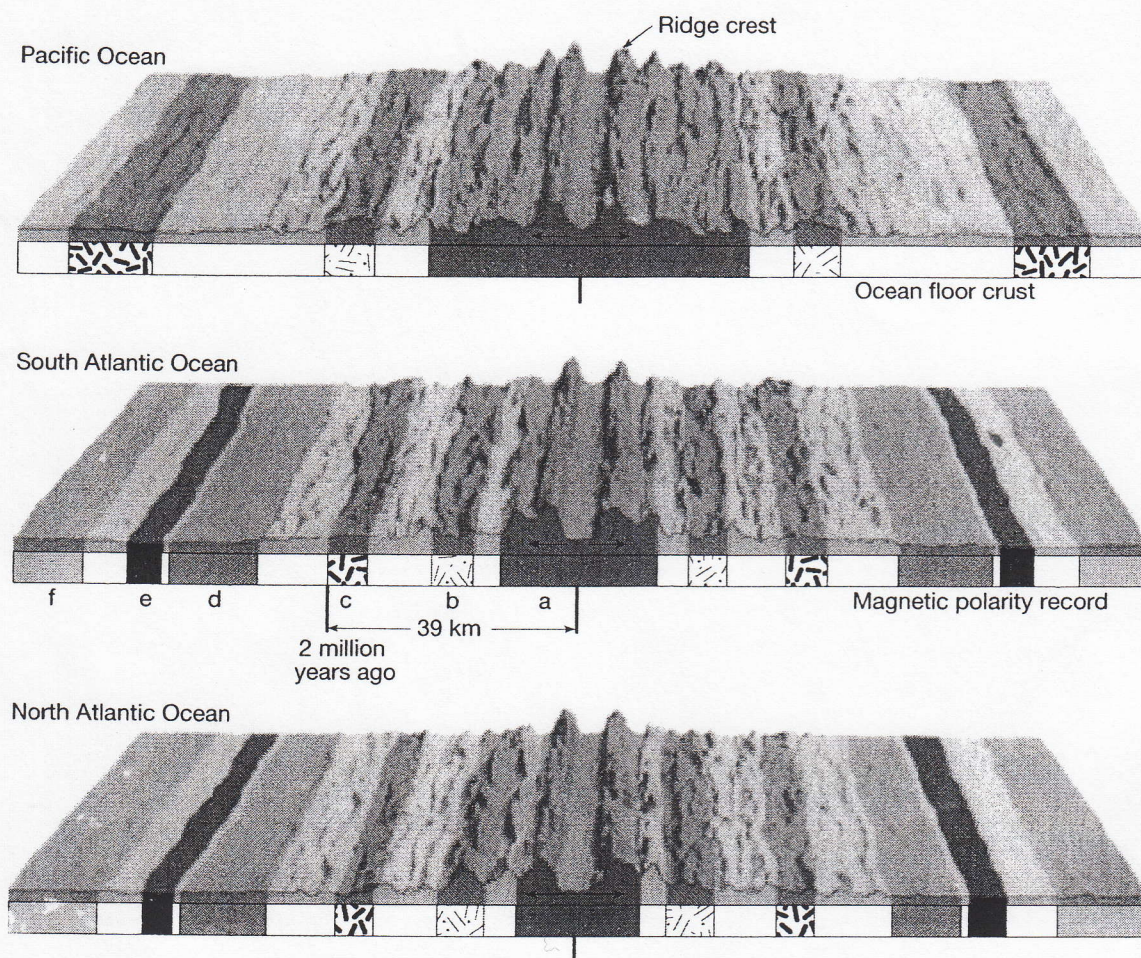 Ridge crest
Pacific Ocean
Ocean floor crust
South Atlantic Ocean
f e d c b a
Magnetic polarity record
39 km
2 million
years ago
North Atlantic Ocean